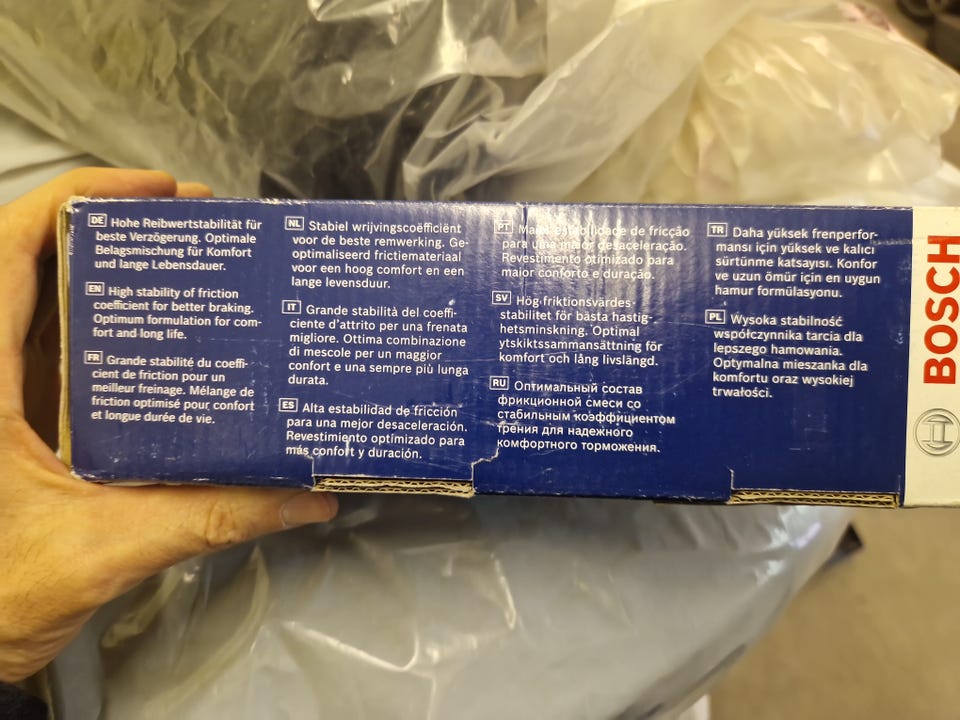 DE Hohe Reibwertstabilität für
beste Verzögerung. Optimale
Belagsmischung für Komfort
und lange Lebensdauer.
EN High stability of friction
coefficient for better braking.
Optimum formulation for com-
fort and long life.
FR Grande stabilité du coeffi-
cient de friction pour un
meilleur freinage. Mélange de
friction optimisé pour confort
et longue durée de vie.
NL Stabiel wrijvingscoëfficiënt
voor de beste remwerking. Ge-
optimaliseerd frictiemateriaal
voor een hoog comfort en een
lange levensduur.
IT Grande stabilità del coeffi-
ciente d'attrito per una frenata
migliore. Ottima combinazione
di mescole per un maggior
confort e una sempre più lunga
durata.
ES Alta estabilidad de fricción
para una mejor desaceleración.
Revestimiento optimizado para
más confort y duración.
PT Maior estabilidade de fricção
para uma maior desaceleração.
Revestimento otimizado para
maior conforto e duração.
SV Hög friktionsvärdes-
stabilitet för bästa hastig-
hetsminskning. Optimal
ytskiktssammansättning för
komfort och lång livslängd.
RU Оптимальный состав
фрикционной смеси со
стабильным коэффициентом
трения для надежного
комфортного торможения.
TR Daha yüksek frenperfor-
mansı için yüksek ve kalıcı
sürtünme katsayısı. Konfor
ve uzun ömür için en uygun
hamur formülasyonu.
PL Wysoka stabilność
współczynnika tarcia dla
lepszego hamowania.
Optymalna mieszanka dla
komfortu oraz wysokiej
trwałości.
BOSCH